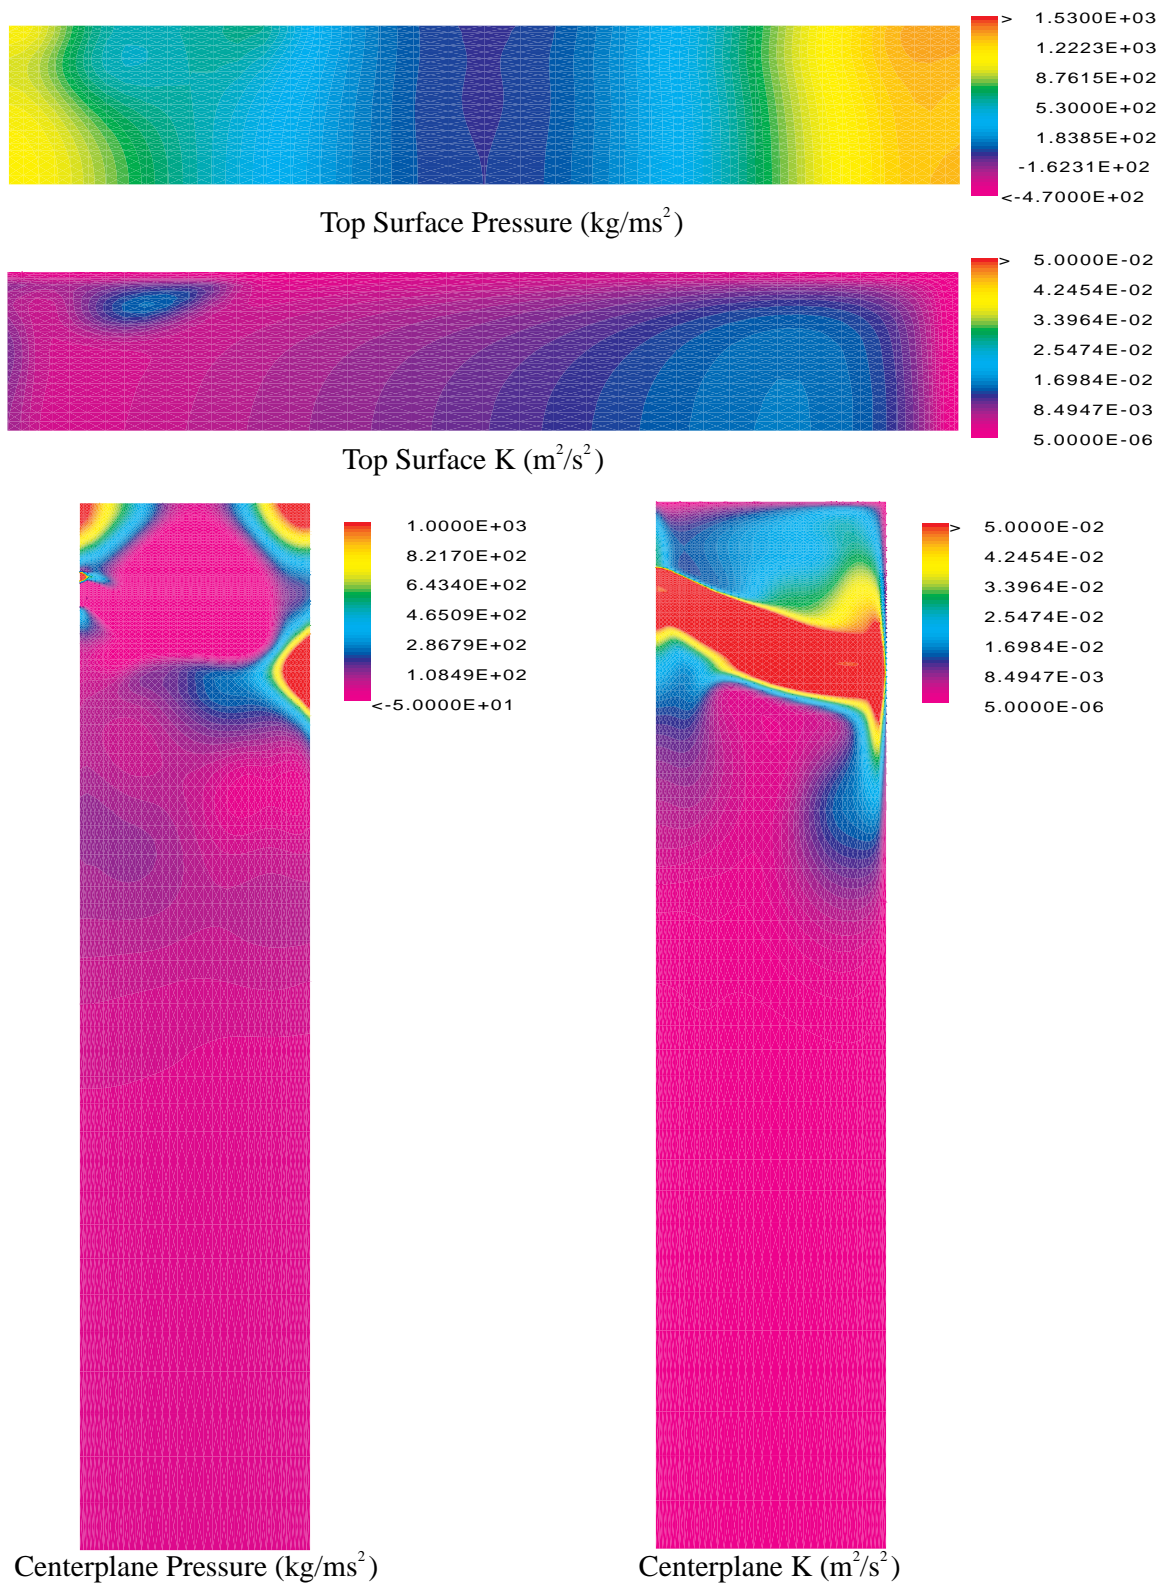 > 1.5300E+03
1.2223E+03
8.7615E+02
5.3000E+02
1.8385E+02
-1.6231E+02
<-4.7000E+02
Top Surface Pressure (kg/ms²)
> 5.0000E-02
4.2454E-02
3.3964E-02
2.5474E-02
1.6984E-02
8.4947E-03
5.0000E-06
Top Surface K (m²/s²)
1.0000E+03
8.2170E+02
6.4340E+02
4.6509E+02
2.8679E+02
1.0849E+02
<-5.0000E+01
> 5.0000E-02
4.2454E-02
3.3964E-02
2.5474E-02
1.6984E-02
8.4947E-03
5.0000E-06
Centerplane Pressure (kg/ms²)
Centerplane K (m²/s²)